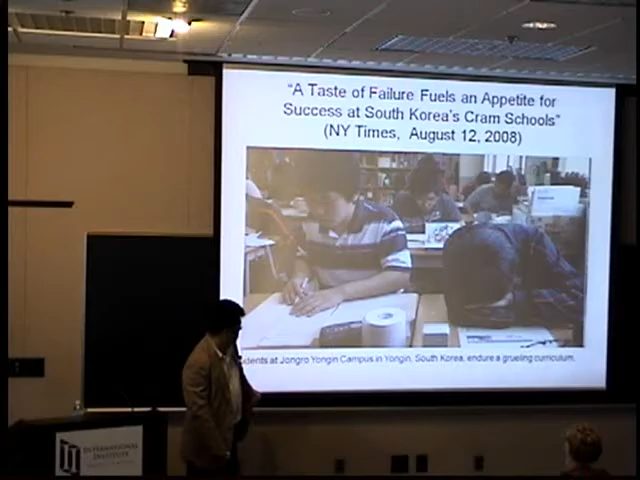 "A Taste of Failure Fuels an Appetite for
Success at South Korea's Cram Schools"
(NY Times, August 12, 2008)
dents at Jongro Yongin Campus in Yongin, South Korea, endure a grueling curriculum.
International
Institute